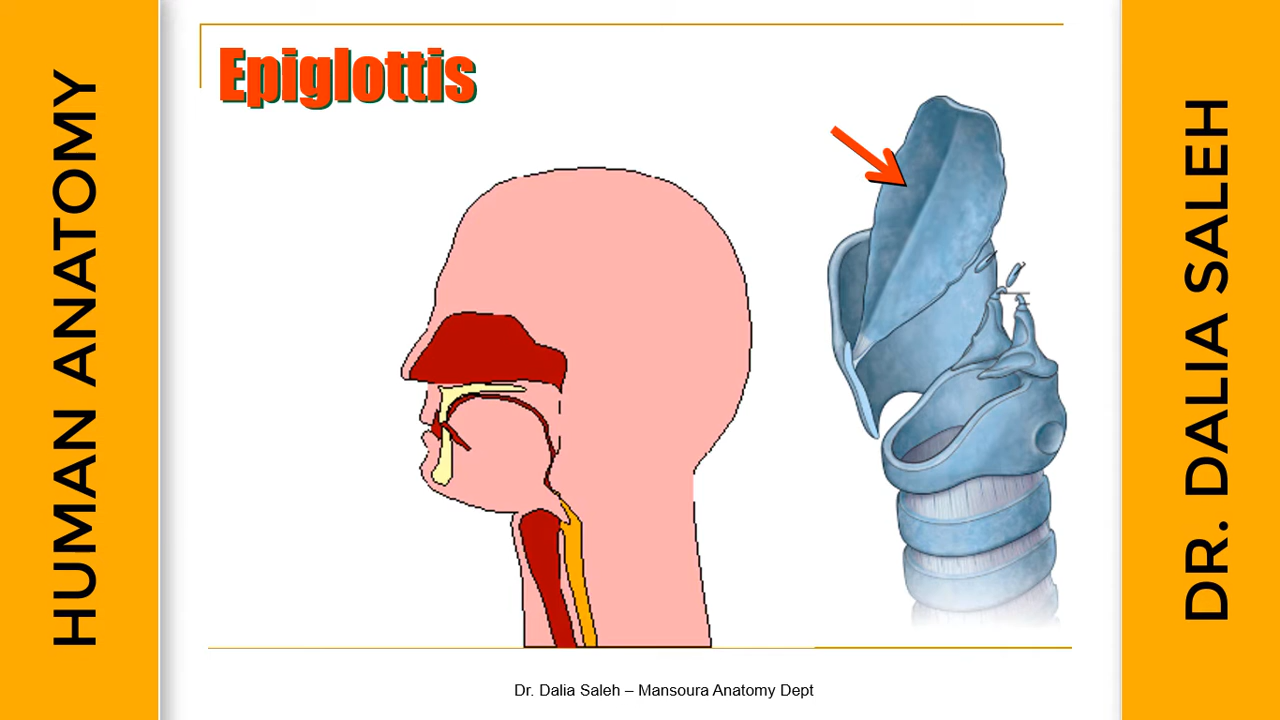 HUMAN ANATOMY
Epiglottis
Dr. Dalia Saleh – Mansoura Anatomy Dept
DR. DALIA SALEH